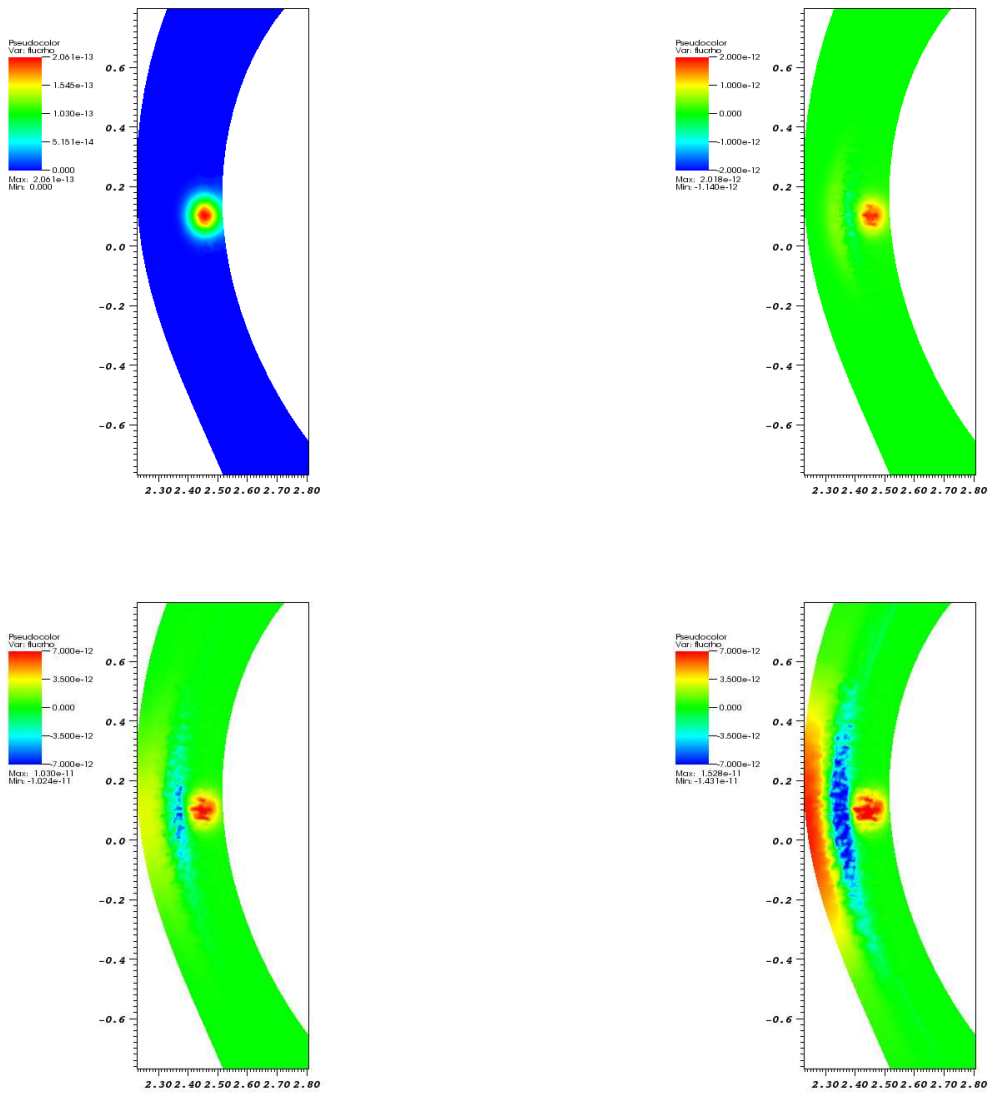 Pseudocolor
Var: fluorho
2.061e-13
1.545e-13
1.030e-13
5.151e-14
0.000
Max: 2.061e-13
Min: 0.000
0.6
0.4
0.2
0.0
-0.2
-0.4
-0.6
2.30 2.40 2.50 2.60 2.70 2.80
Pseudocolor
Var: fluorho
2.000e-12
1.000e-12
0.000
-1.000e-12
-2.000e-12
Max: 2.018e-12
Min: -1.140e-12
0.6
0.4
0.2
0.0
-0.2
-0.4
-0.6
2.30 2.40 2.50 2.60 2.70 2.80
Pseudocolor
Var: fluorho
7.000e-12
3.500e-12
0.000
-3.500e-12
-7.000e-12
Max: 1.030e-11
Min: -1.024e-11
0.6
0.4
0.2
0.0
-0.2
-0.4
-0.6
2.30 2.40 2.50 2.60 2.70 2.80
Pseudocolor
Var: fluorho
7.000e-12
3.500e-12
0.000
-3.500e-12
-7.000e-12
Max: 1.528e-11
Min: -1.431e-11
0.6
0.4
0.2
0.0
-0.2
-0.4
-0.6
2.30 2.40 2.50 2.60 2.70 2.80